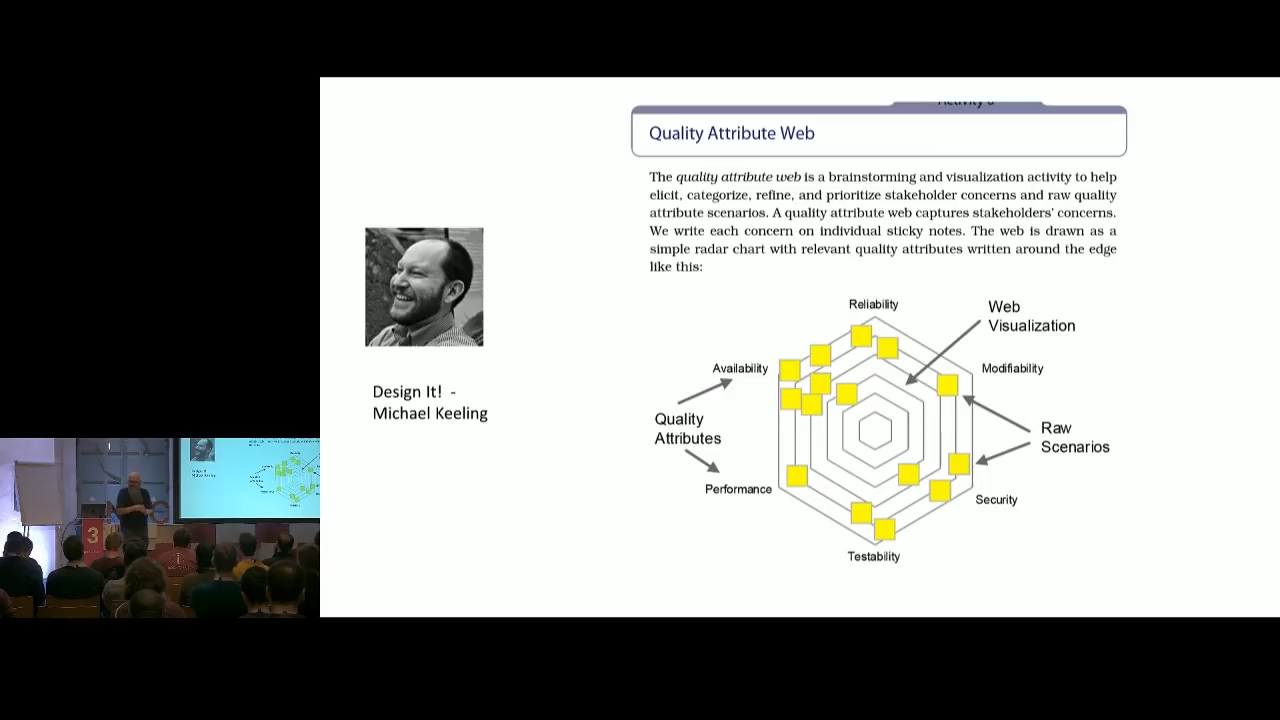 Quality Attribute Web
The quality attribute web is a brainstorming and visualization activity to help
elicit, categorize, refine, and prioritize stakeholder concerns and raw quality
attribute scenarios. A quality attribute web captures stakeholders' concerns.
We write each concern on individual sticky notes. The web is drawn as a
simple radar chart with relevant quality attributes written around the edge
like this:
Reliability
Web
Visualization
Availability
Modifiability
Design It! -
Michael Keeling
Quality
Attributes
Raw
Scenarios
Performance
Security
Testability
3